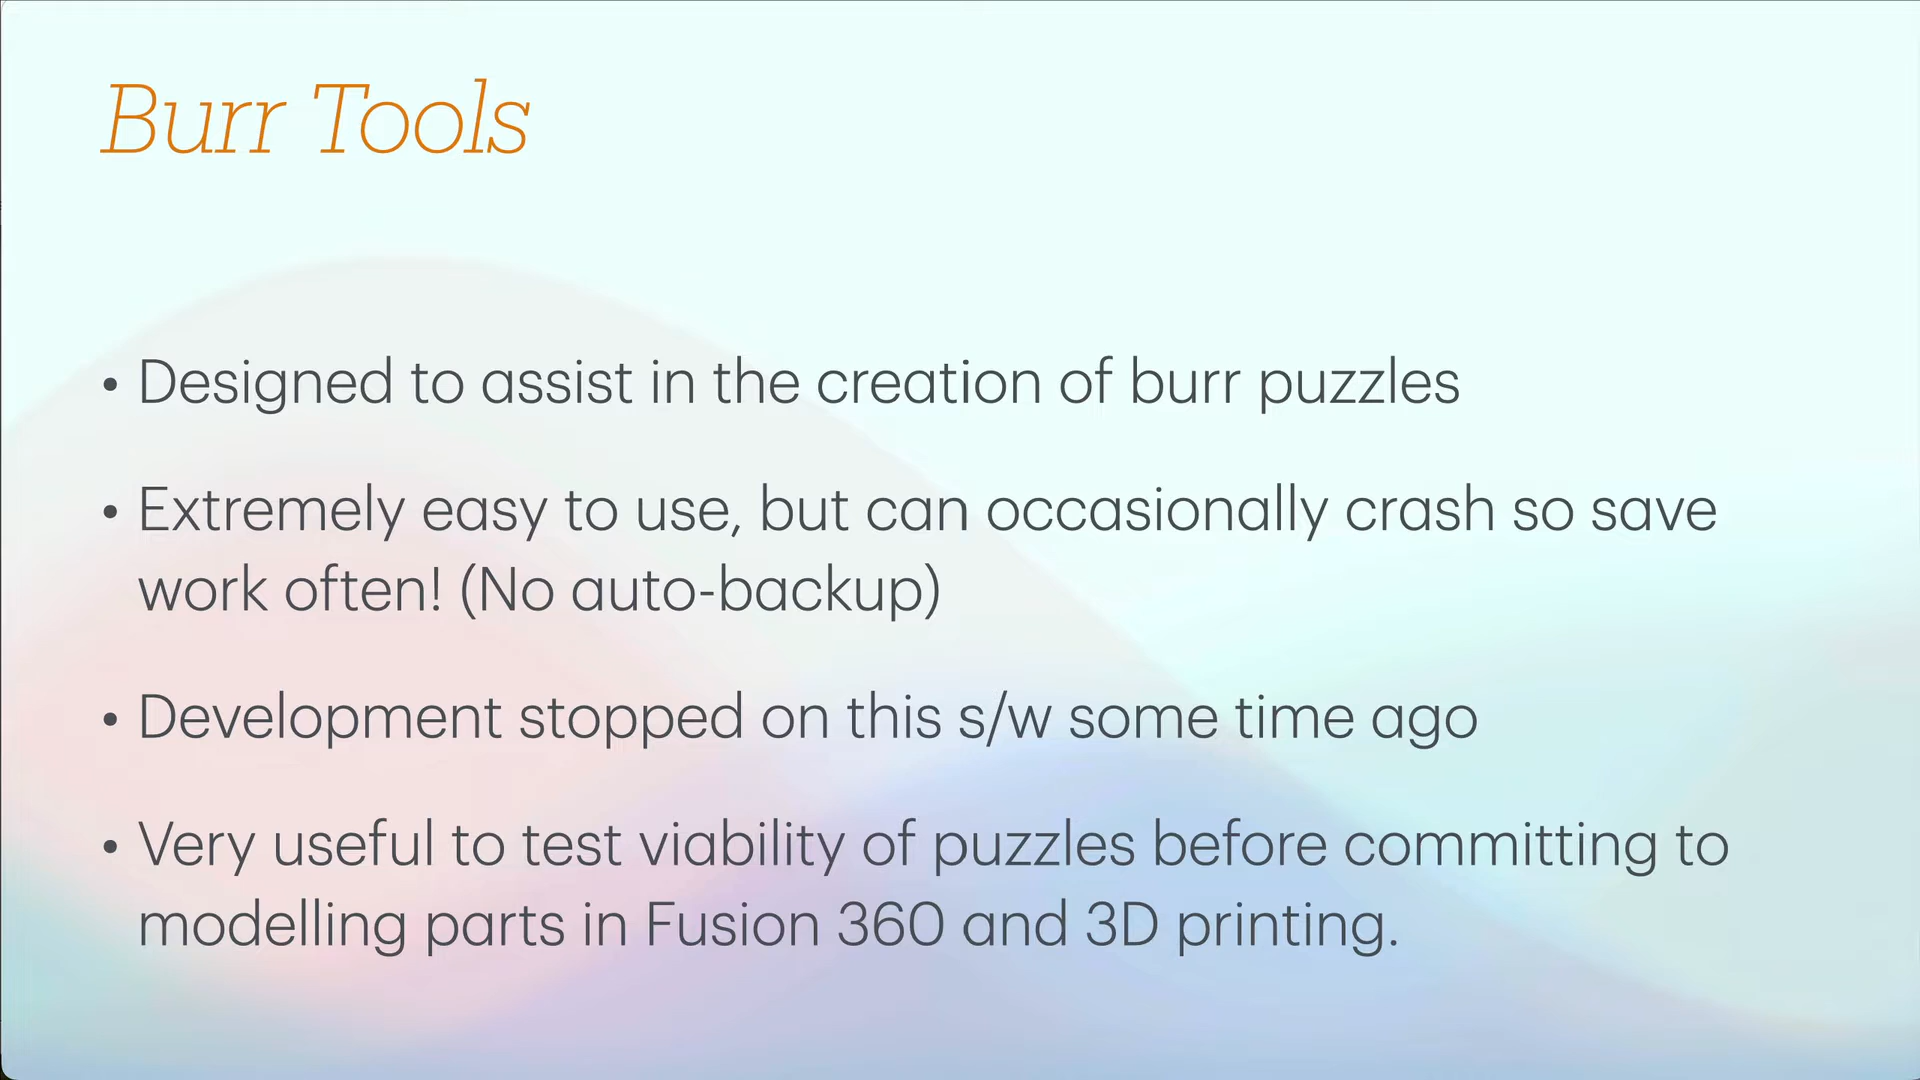 Burr Tools
• Designed to assist in the creation of burr puzzles
• Extremely easy to use, but can occasionally crash so save
work often! (No auto-backup)
• Development stopped on this s/w some time ago
• Very useful to test viability of puzzles before committing to
modelling parts in Fusion 360 and 3D printing.